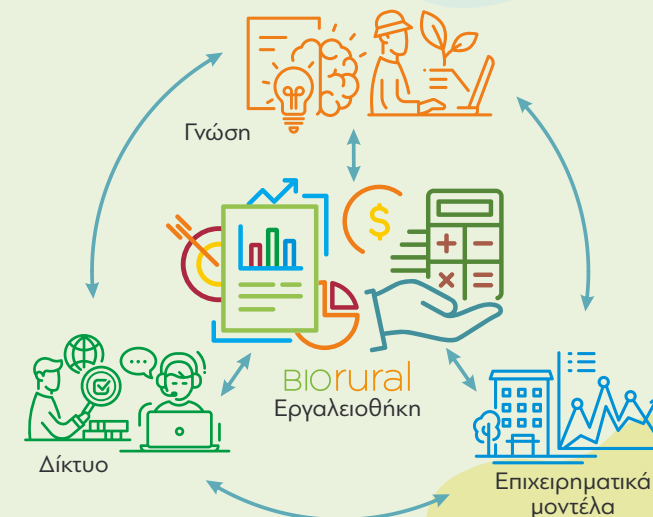 Γνώση
BIOrural
Εργαλειοθήκη
Δίκτυο
Επιχειρηματικά
μοντέλα